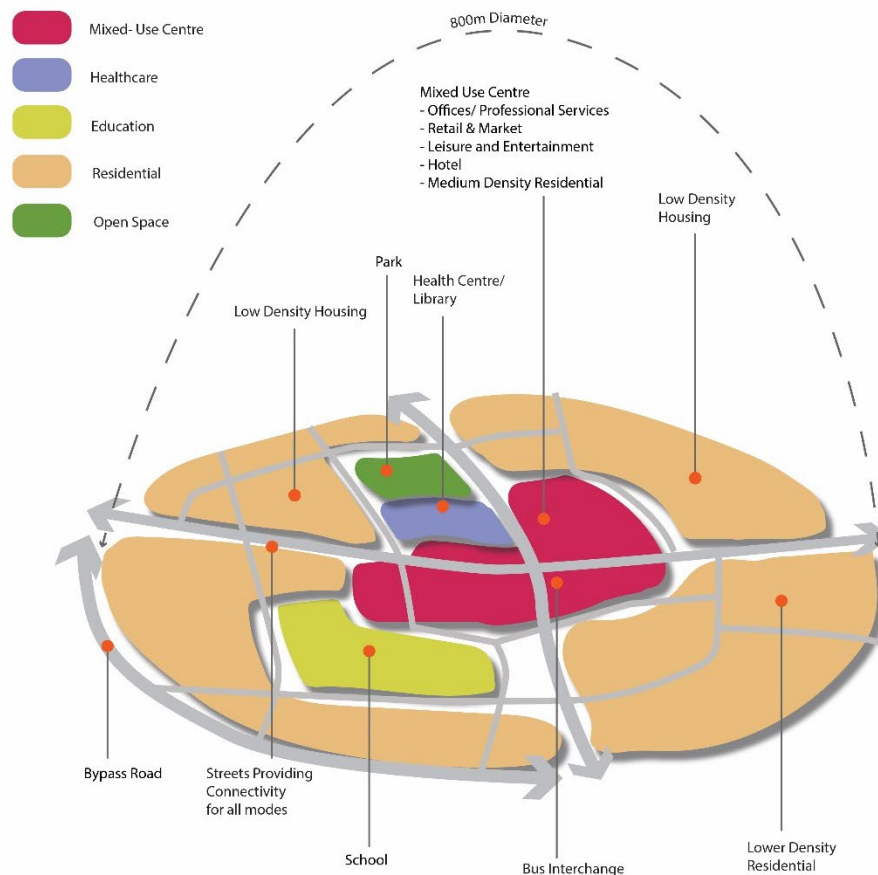 800m Diameter
Mixed- Use Centre
Healthcare
Education
Residential
Open Space
Mixed Use Centre
- Offices/ Professional Services
- Retail & Market
- Leisure and Entertainment
- Hotel
- Medium Density Residential
Low Density
Housing
Park
Health Centre/
Library
Low Density Housing
Bypass Road
Streets Providing
Connectivity
for all modes
School
Bus Interchange
Lower Density
Residential